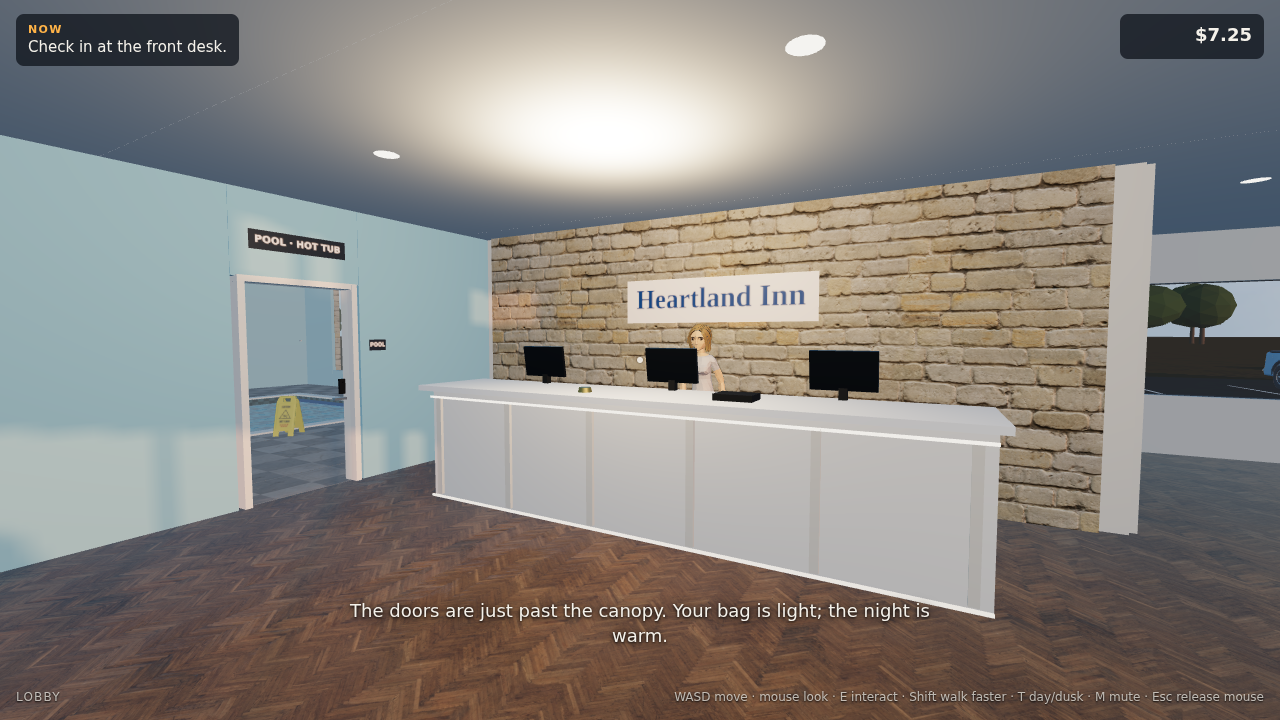 NOW
Check in at the front desk.
$7.25
POOL · HOT TUB
POOL
Heartland Inn
The doors are just past the canopy. Your bag is light; the night is
warm.
LOBBY
WASD move · mouse look · E interact · Shift walk faster · T day/dusk · M mute · Esc release mouse